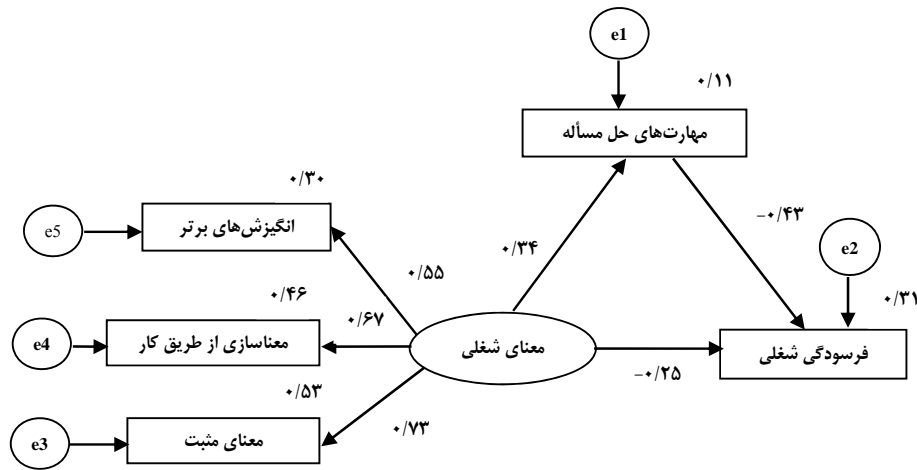 e1
۰/۱۱
مهارت‌های حل مسأله
۰/۳۰
انگیزش‌های برتر
e5
-۰/۴۳
e2
۰/۳۴
۰/۵۵
۰/۳۱
۰/۴۶
۰/۶۷
معناسازی از طریق کار
e4
معنای شغلی
فرسودگی شغلی
-۰/۲۵
۰/۵۳
۰/۷۳
معنای مثبت
e3